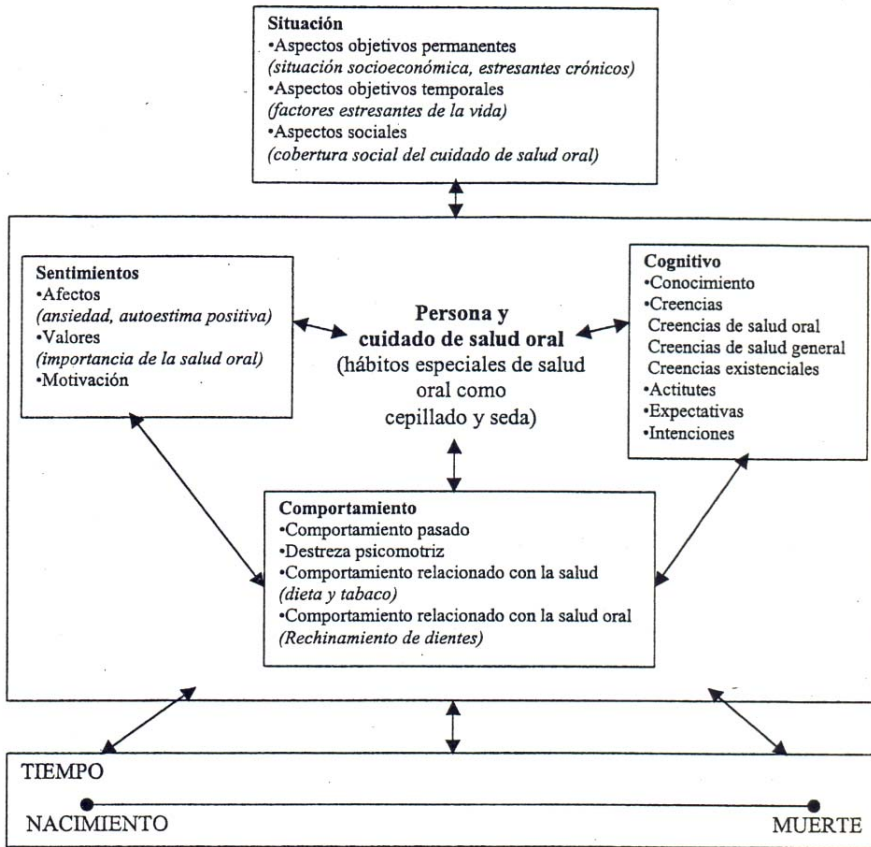 Situación
•Aspectos objetivos permanentes
(situación socioeconómica, estresantes crónicos)
•Aspectos objetivos temporales
(factores estresantes de la vida)
•Aspectos sociales
(cobertura social del cuidado de salud oral)
Sentimientos
•Afectos
(ansiedad, autoestima positiva)
•Valores
(importancia de la salud oral)
•Motivación
Persona y
cuidado de salud oral
(hábitos especiales de salud
oral como
cepillado y seda)
Cognitivo
•Conocimiento
•Creencias
Creencias de salud oral
Creencias de salud general
Creencias existenciales
•Actitutes
•Expectativas
•Intenciones
Comportamiento
•Comportamiento pasado
•Destreza psicomotriz
•Comportamiento relacionado con la salud
(dieta y tabaco)
•Comportamiento relacionado con la salud oral
(Rechinamiento de dientes)
TIEMPO
NACIMIENTO
MUERTE